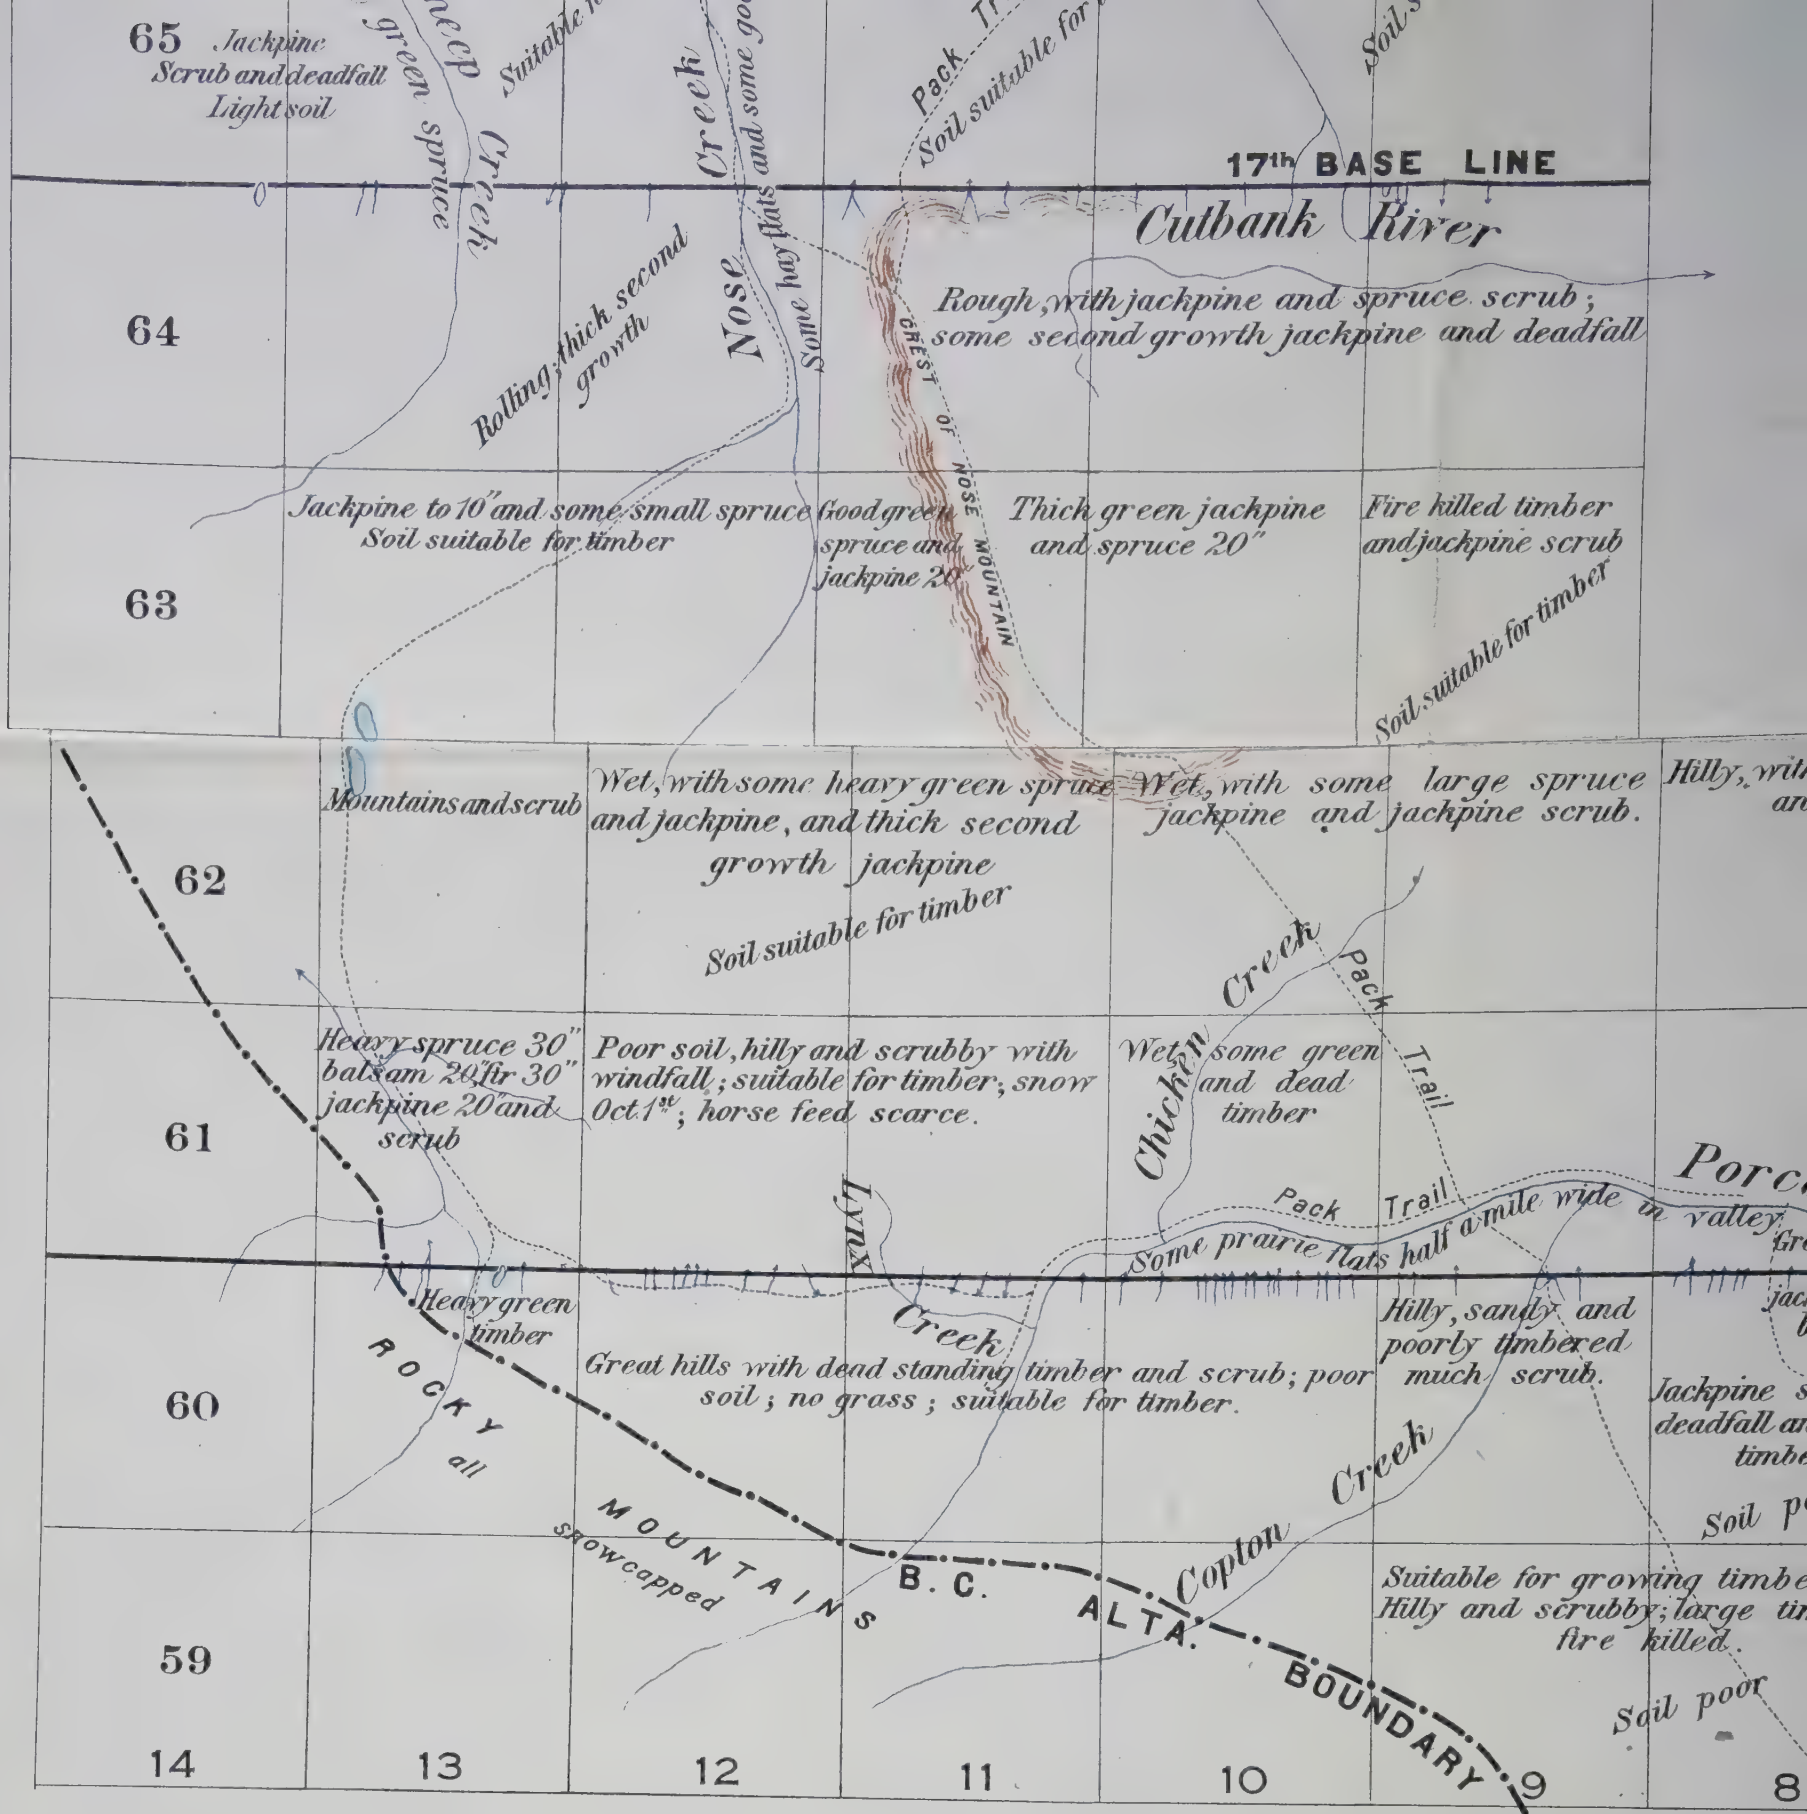 65 Jackpine
Scrub and deadfall
Light soil
green spruce
Creek
Suitable
Nose Creek
Some hay flats and some
Pack
Soil suitable for
Soil
17th BASE LINE
Cutbank River
64
Rolling, thick second
growth
Rough, with jackpine and spruce scrub;
some second growth jackpine and deadfall
CREST OF NOSE MOUNTAIN
63
Jackpine to 10" and some small spruce
Soil suitable for timber
Good green
spruce and
jackpine 20"
Thick green jackpine
and spruce 20"
Fire killed timber
and jackpine scrub
Soil suitable for timber
62
Mountains and scrub
Wet, with some heavy green spruce
and jackpine, and thick second
growth jackpine
Soil suitable for timber
Wet, with some large spruce
jackpine and jackpine scrub.
Hilly, with
Chicken Creek
Pack Trail
61
Heavy spruce 30"
balsam 20", fir 30"
jackpine 20" and
scrub
Poor soil, hilly and scrubby with
windfall; suitable for timber; snow
Oct. 1st; horse feed scarce.
Wet, some green
and dead
timber
Pack Trail
Some prairie flats half a mile wide in valley.
Lynx Creek
60
Heavy green
timber
Great hills with dead standing timber and scrub; poor
soil; no grass; suitable for timber.
Hilly, sandy and
poorly timbered
much scrub.
Jackpine
deadfall
Soil
ROCKY MOUNTAINS
all snowcapped
Copton Creek
B.C.
ALTA.
BOUNDARY
59
Suitable for growing
Hilly and scrubby; large
fire killed.
Soil poor
14 13 12 11 10 9 8